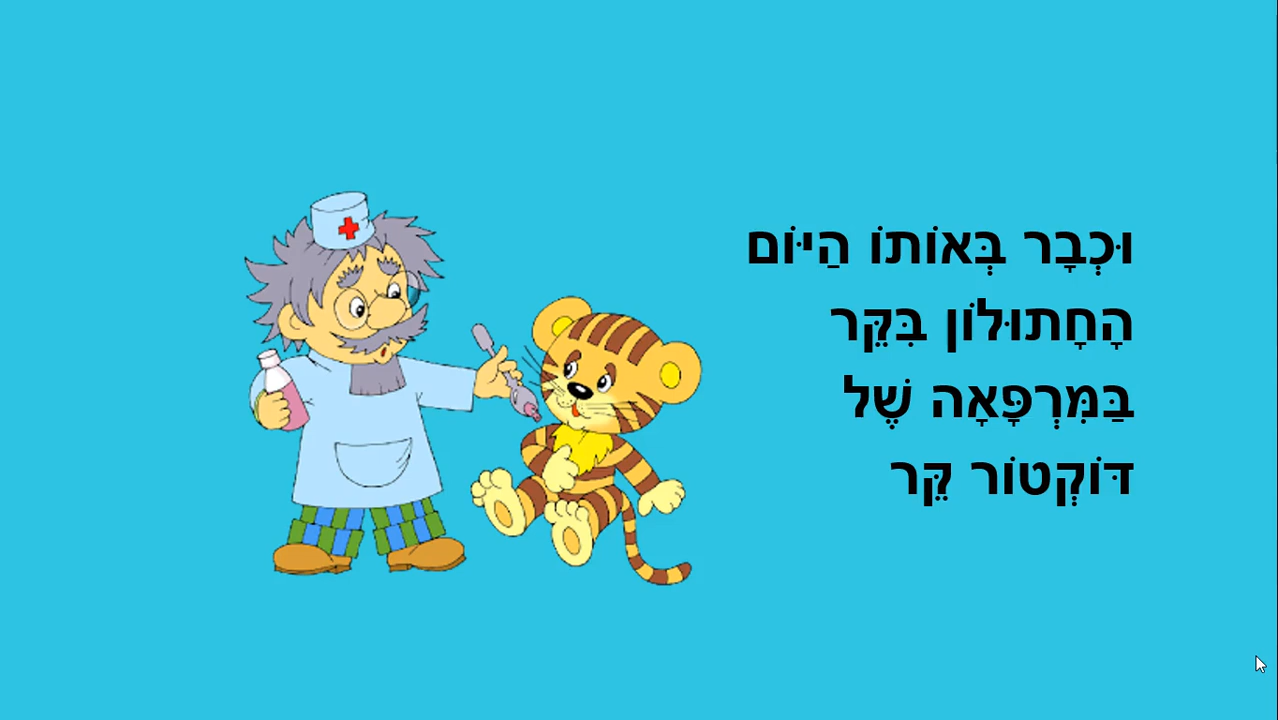 וּכְבָר בְּאוֹתוֹ הַיּוֹם
הָחָתוּלוֹן בִּקֵּר
בַּמִּרְפָּאָה שֶׁל
דּוֹקְטוֹר קֵּר